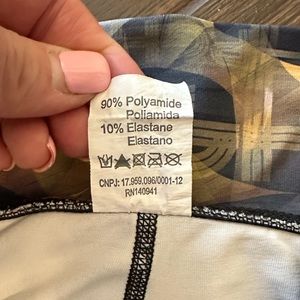 90% Polyamide
Poliamida
10% Elastane
Elastano
CNPJ: 17.959.096/0001-12
RN140941